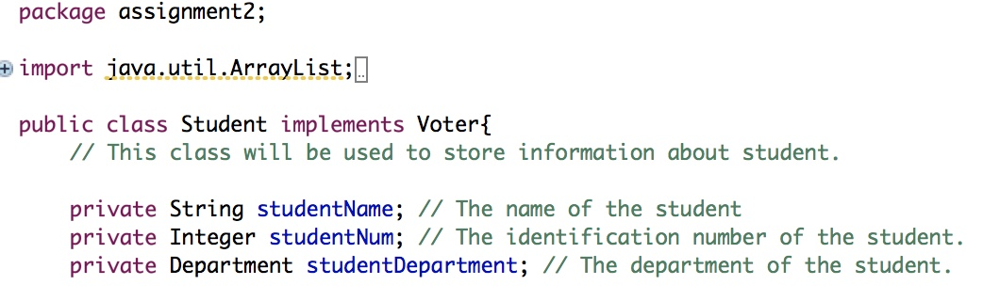 package assignment2;
import java.util.ArrayList;
public class Student implements Voter{
// This class will be used to store information about student.
private String studentName; // The name of the student
private Integer studentNum; // The identification number of the student.
private Department studentDepartment; // The department of the student.